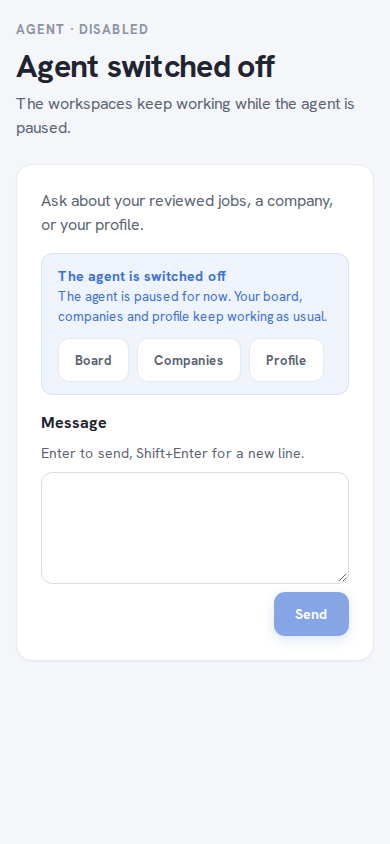 AGENT · DISABLED
Agent switched off
The workspaces keep working while the agent is
paused.
Ask about your reviewed jobs, a company,
or your profile.
The agent is switched off
The agent is paused for now. Your board,
companies and profile keep working as usual.
Board Companies Profile
Message
Enter to send, Shift+Enter for a new line.
Send